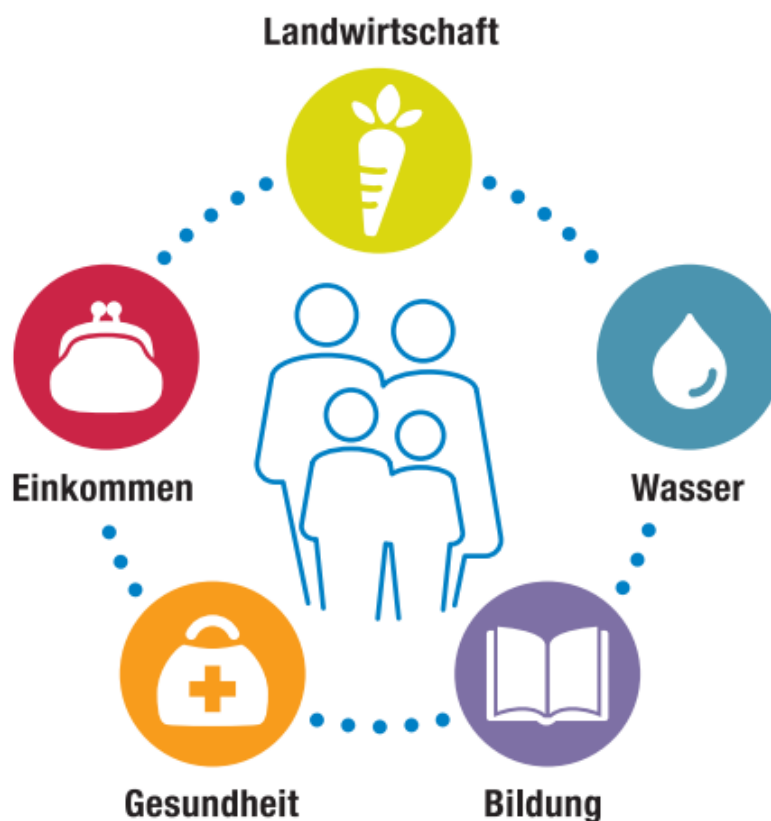 Landwirtschaft
Einkommen
Wasser
Gesundheit
Bildung